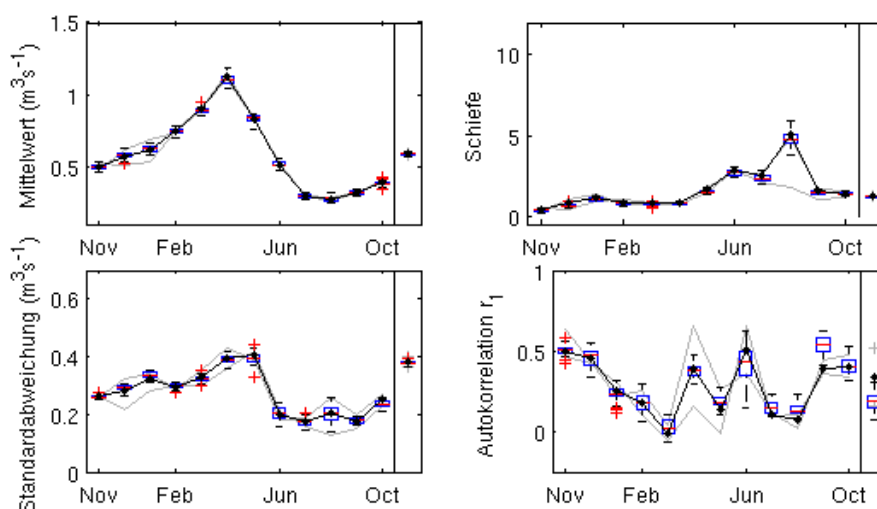 Mittelwert (m³s⁻¹)
1.5
1
0.5
Nov Feb Jun Oct
Schiefe
10
5
0
Nov Feb Jun Oct
Standardabweichung (m³s⁻¹)
0.6
0.4
0.2
0
Nov Feb Jun Oct
Autokorrelation r₁
1
0.5
0
Nov Feb Jun Oct